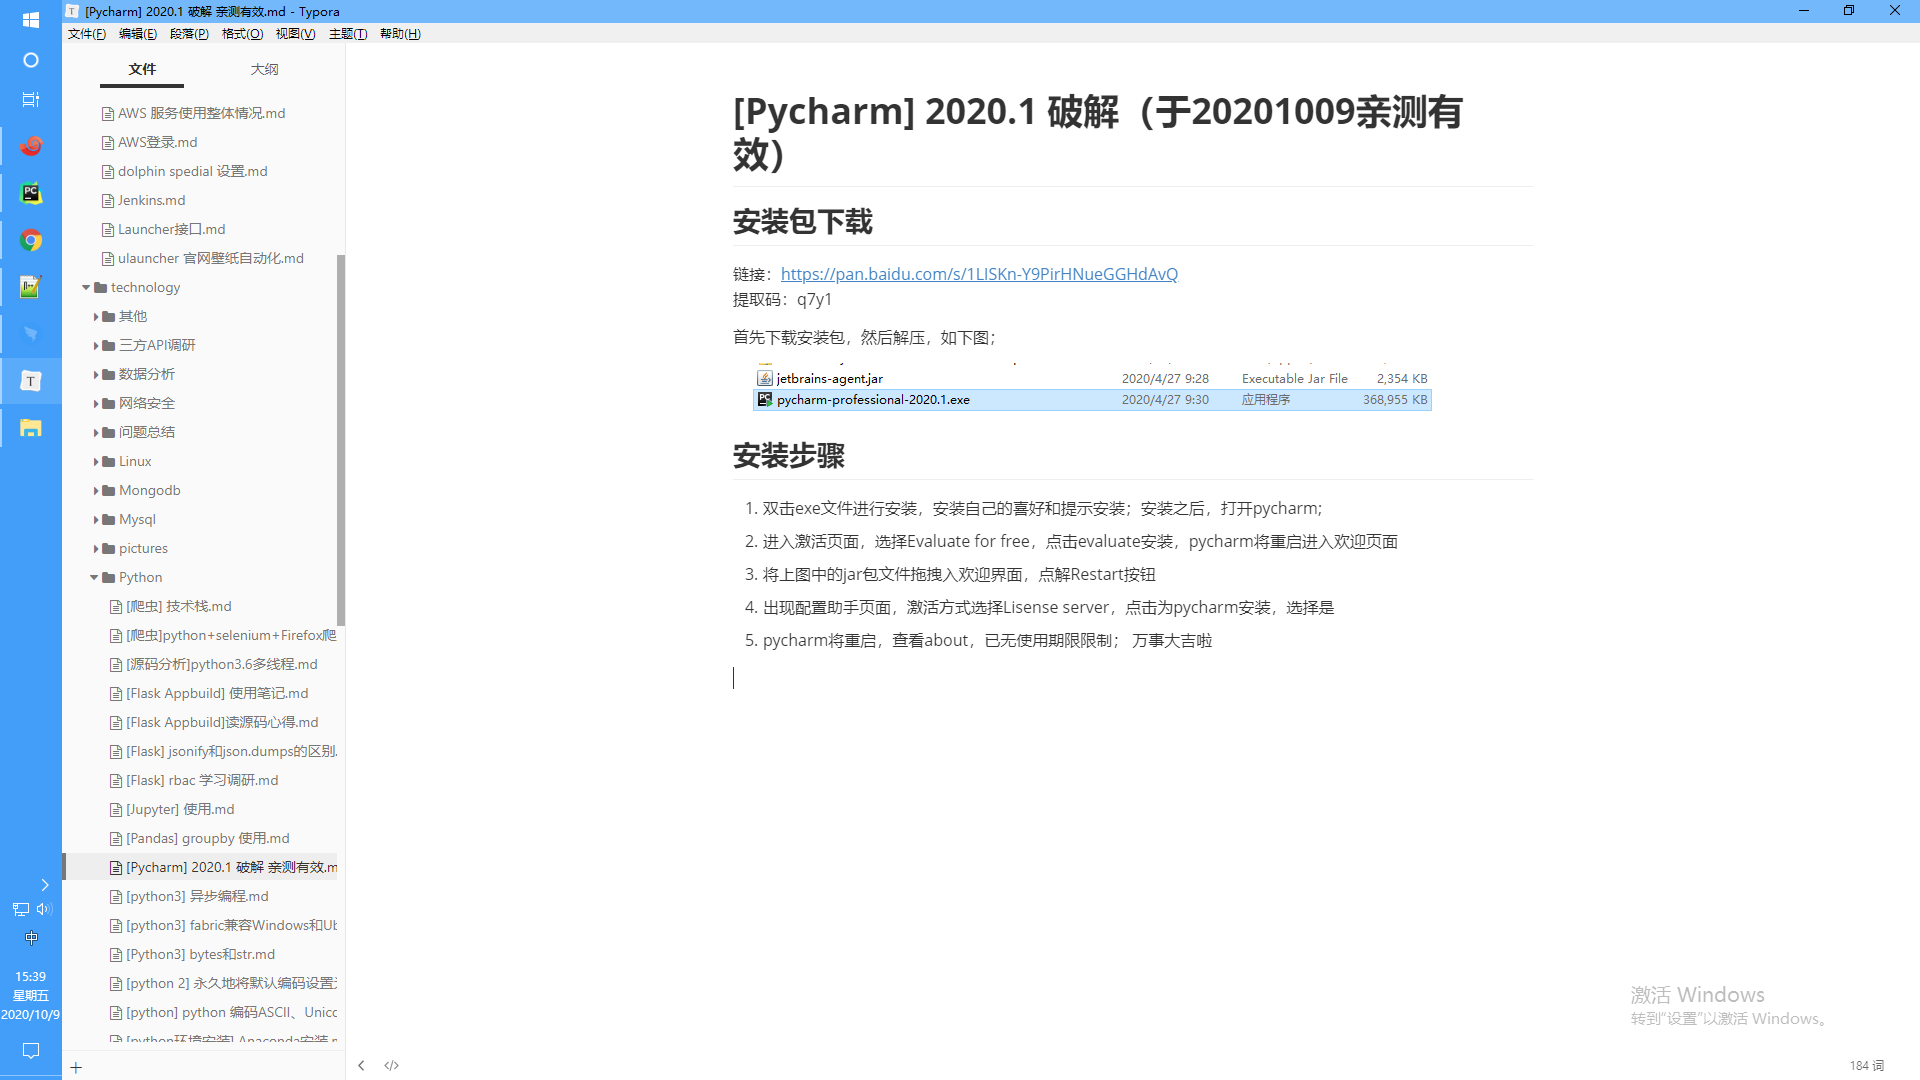 [Pycharm] 2020.1 破解 亲测有效.md - Typora
文件(F) 编辑(E) 段落(P) 格式(O) 视图(V) 主题(T) 帮助(H)
文件 大纲
AWS 服务使用整体情况.md
AWS登录.md
dolphin spedial 设置.md
Jenkins.md
Launcher接口.md
ulauncher 官网壁纸自动化.md
technology
其他
三方API调研
数据分析
网络安全
问题总结
Linux
Mongodb
Mysql
pictures
Python
[爬虫] 技术栈.md
[爬虫]python+selenium+Firefox爬
[源码分析]python3.6多线程.md
[Flask Appbuild] 使用笔记.md
[Flask Appbuild]读源码心得.md
[Flask] jsonify和json.dumps的区别.
[Flask] rbac 学习调研.md
[Jupyter] 使用.md
[Pandas] groupby 使用.md
[Pycharm] 2020.1 破解 亲测有效.m
[python3] 异步编程.md
[python3] fabric兼容Windows和Ub
[Python3] bytes和str.md
[python 2] 永久地将默认编码设置
[python] python 编码ASCII、Unico
[python环境安装] Anaconda安装.
中
15:39
星期五
2020/10/9
[Pycharm] 2020.1 破解（于20201009亲测有
效）
安装包下载
链接：https://pan.baidu.com/s/1LISKn-Y9PirHNueGGHdAvQ
提取码：q7y1
首先下载安装包，然后解压，如下图；
jetbrains-agent.jar 2020/4/27 9:28 Executable Jar File 2,354 KB
pycharm-professional-2020.1.exe 2020/4/27 9:30 应用程序 368,955 KB
安装步骤
1. 双击exe文件进行安装，安装自己的喜好和提示安装；安装之后，打开pycharm;
2. 进入激活页面，选择Evaluate for free，点击evaluate安装，pycharm将重启进入欢迎页面
3. 将上图中的jar包文件拖拽入欢迎界面，点解Restart按钮
4. 出现配置助手页面，激活方式选择Lisense server，点击为pycharm安装，选择是
5. pycharm将重启，查看about，已无使用期限限制； 万事大吉啦
激活 Windows
转到“设置”以激活 Windows。
184 词